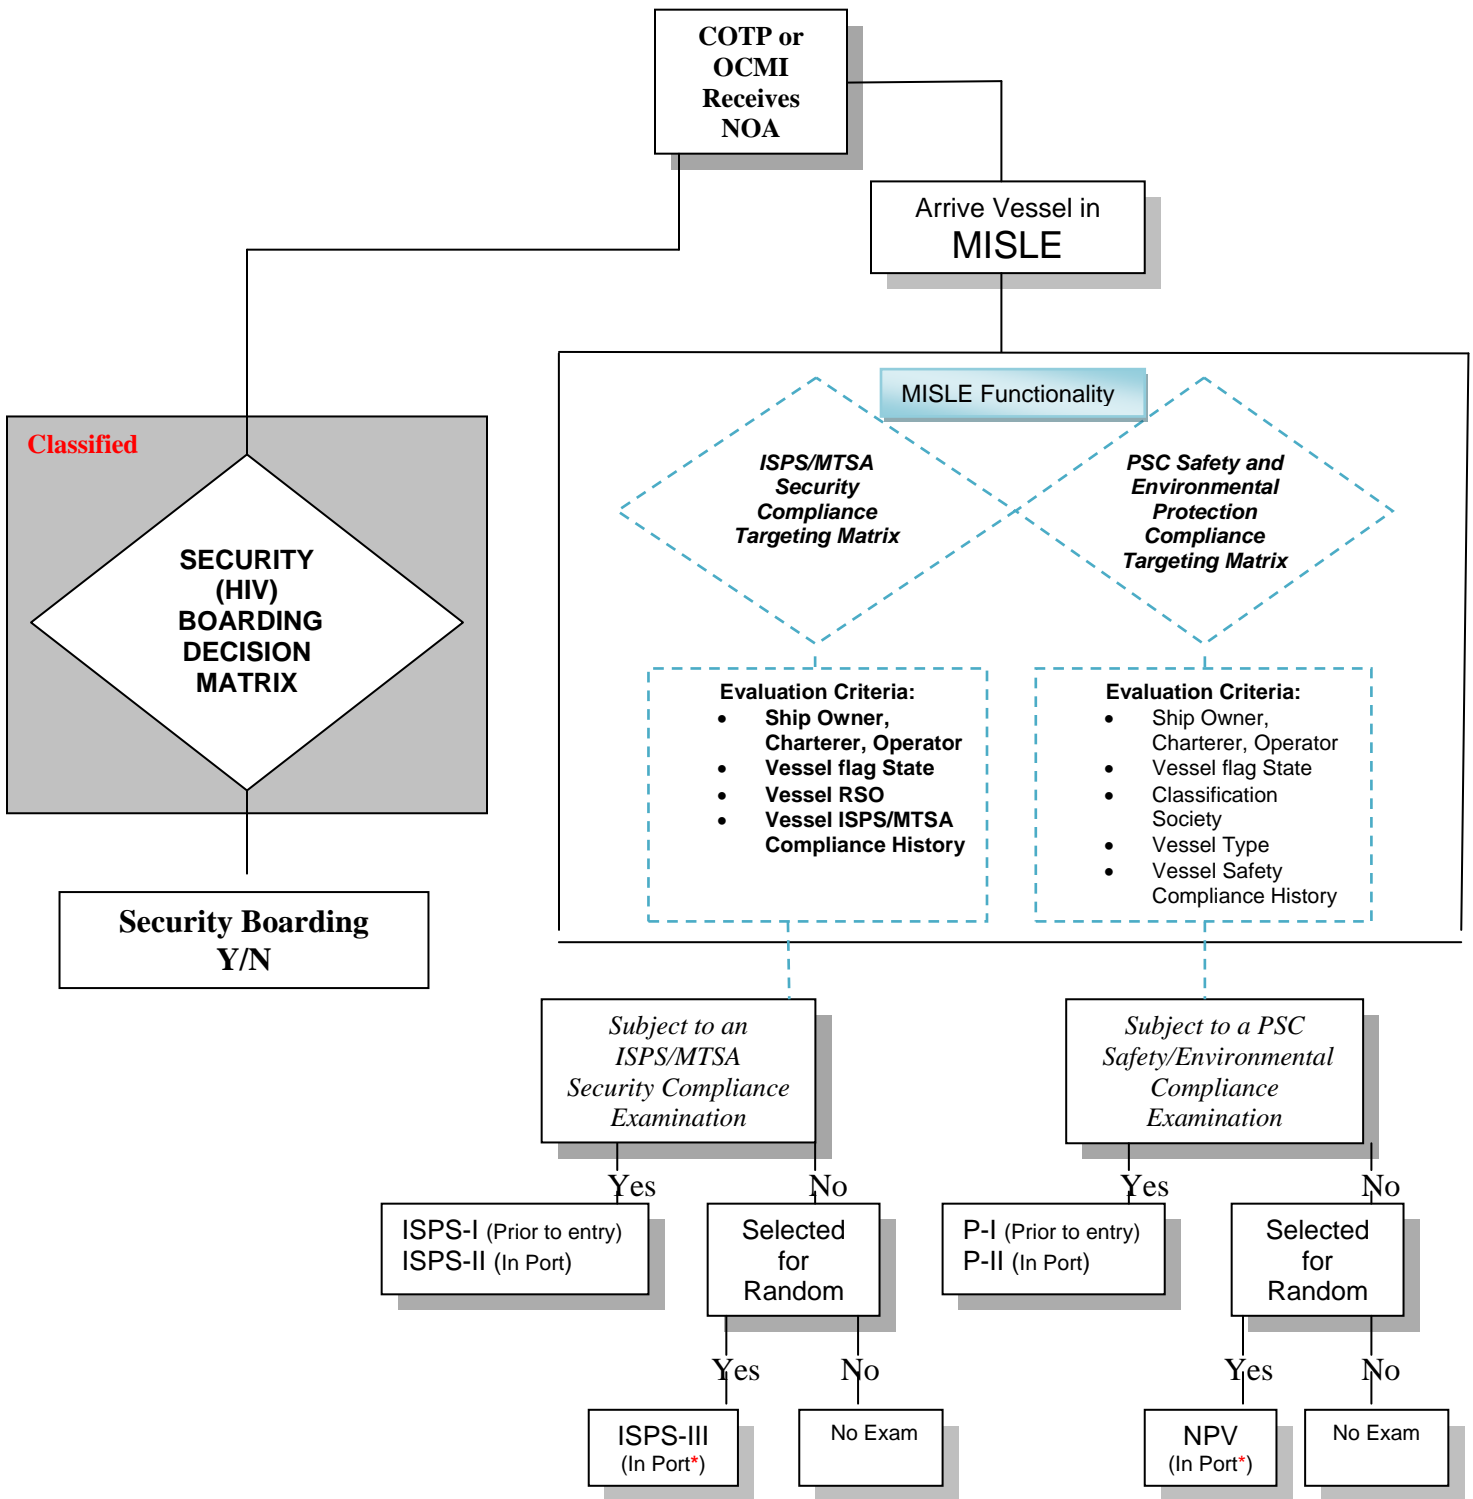 COTP or
OCMI
Receives
NOA
Arrive Vessel in
MISLE
MISLE Functionality
Classified
SECURITY
(HIV)
BOARDING
DECISION
MATRIX
Security Boarding
Y/N
ISPS/MTSA
Security
Compliance
Targeting Matrix
PSC Safety and
Environmental
Protection
Compliance
Targeting Matrix
Evaluation Criteria:
• Ship Owner,
Charterer, Operator
• Vessel flag State
• Vessel RSO
• Vessel ISPS/MTSA
Compliance History
Evaluation Criteria:
• Ship Owner,
Charterer, Operator
• Vessel flag State
• Classification
Society
• Vessel Type
• Vessel Safety
Compliance History
Subject to an
ISPS/MTSA
Security Compliance
Examination
Subject to a PSC
Safety/Environmental
Compliance
Examination
Yes
No
Yes
No
ISPS-I (Prior to entry)
ISPS-II (In Port)
Selected
for
Random
P-I (Prior to entry)
P-II (In Port)
Selected
for
Random
Yes
No
Yes
No
ISPS-III
(In Port*)
No Exam
NPV
(In Port*)
No Exam